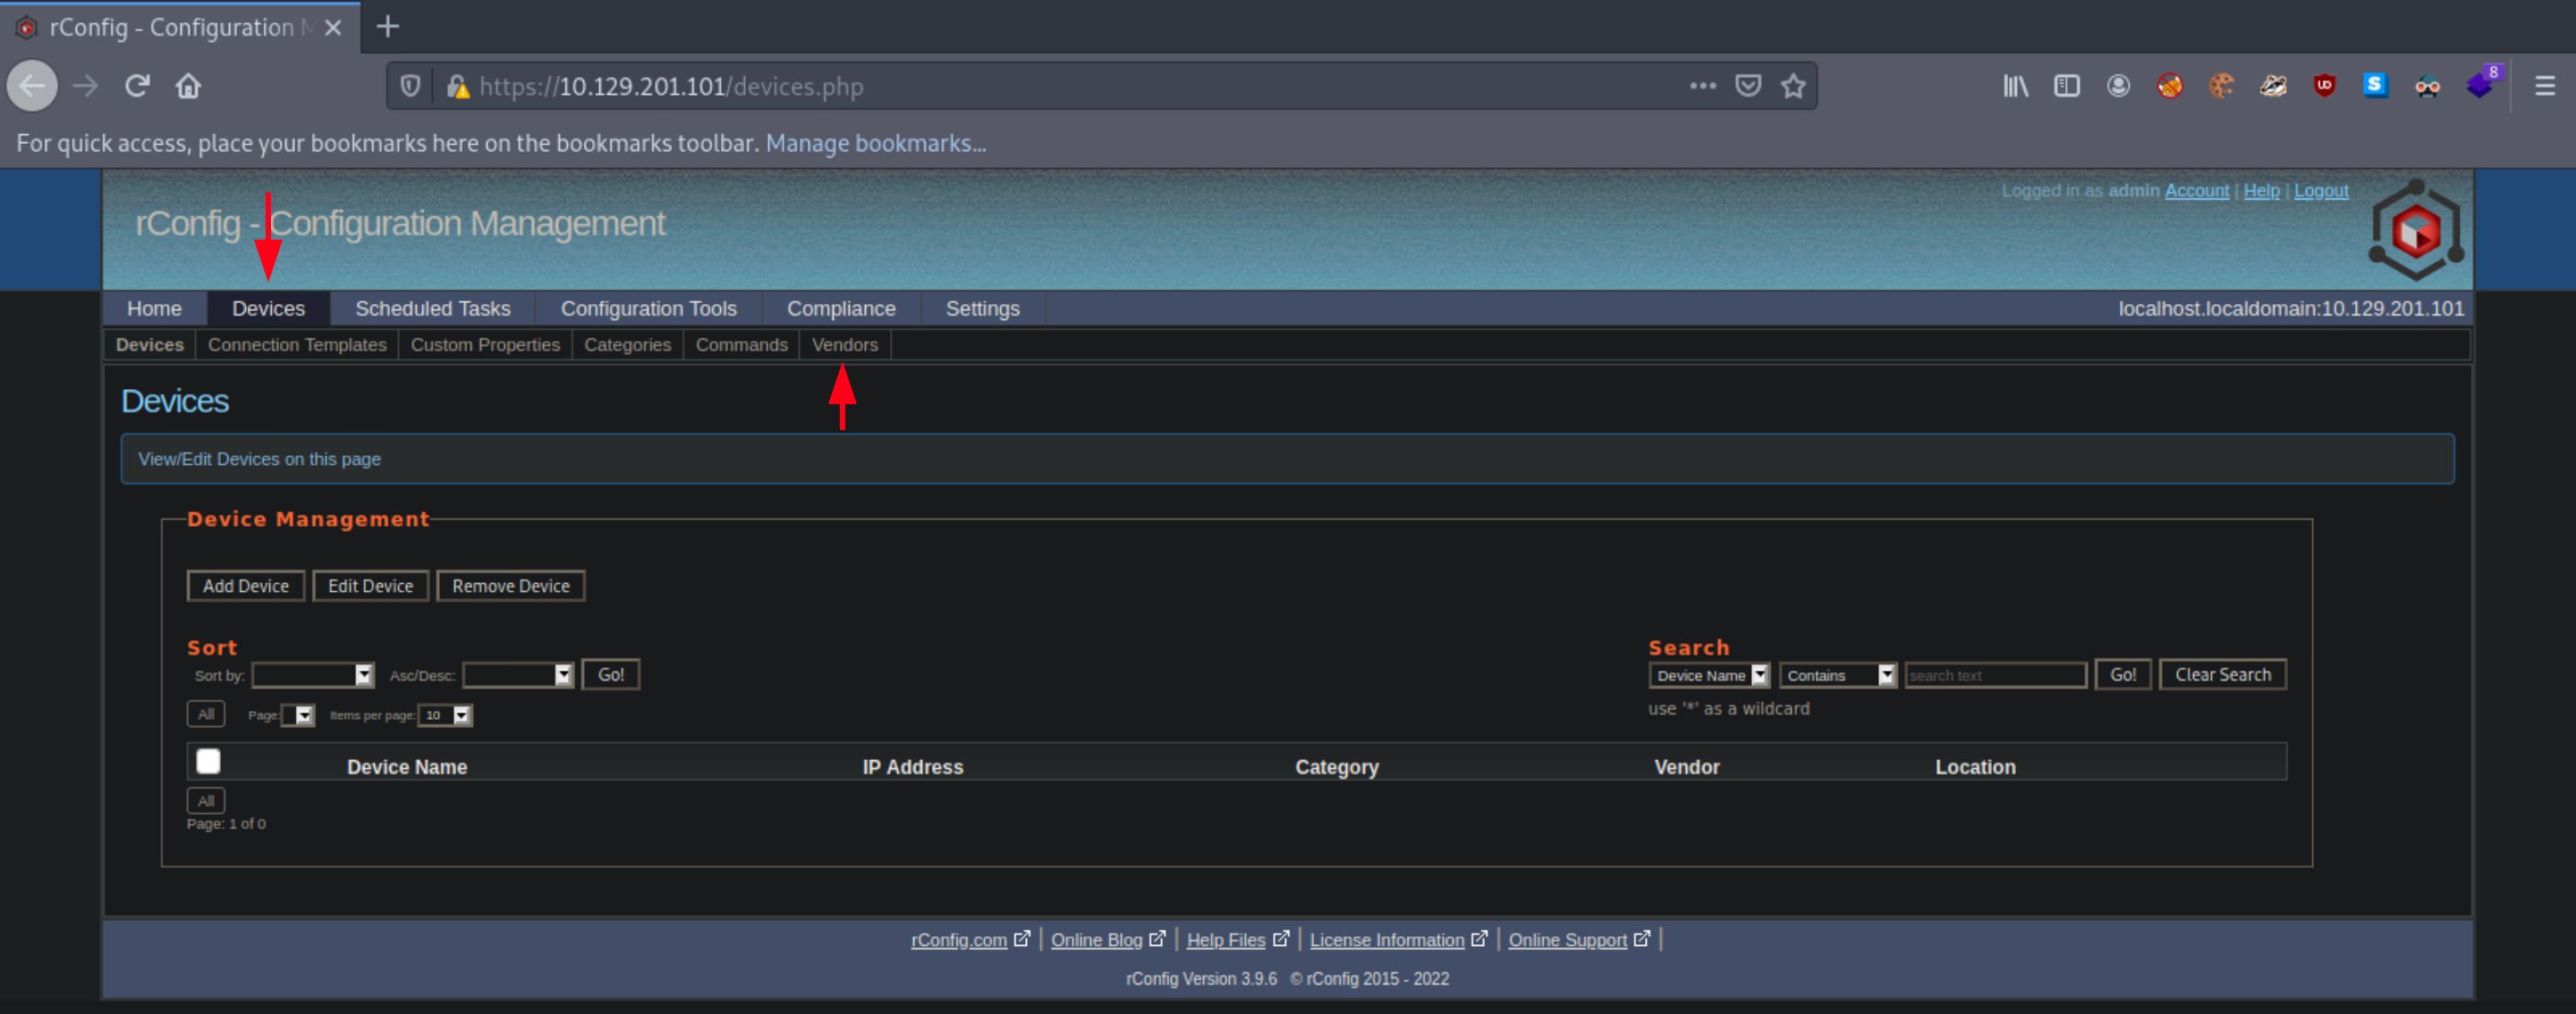 rConfig - Configuration M
https://10.129.201.101/devices.php
8
For quick access, place your bookmarks here on the bookmarks toolbar. Manage bookmarks...
Logged in as admin Account | Help | Logout
rConfig - Configuration Management
Home Devices Scheduled Tasks Configuration Tools Compliance Settings localhost.localdomain:10.129.201.101
Devices Connection Templates Custom Properties Categories Commands Vendors
Devices
View/Edit Devices on this page
Device Management
Add Device Edit Device Remove Device
Sort Search
Sort by: Asc/Desc: Go! Device Name Contains search text Go! Clear Search
All Page: Items per page: 10 use '*' as a wildcard
Device Name IP Address Category Vendor Location
All
Page: 1 of 0
rConfig.com | Online Blog | Help Files | License Information | Online Support |
rConfig Version 3.9.6 © rConfig 2015 - 2022